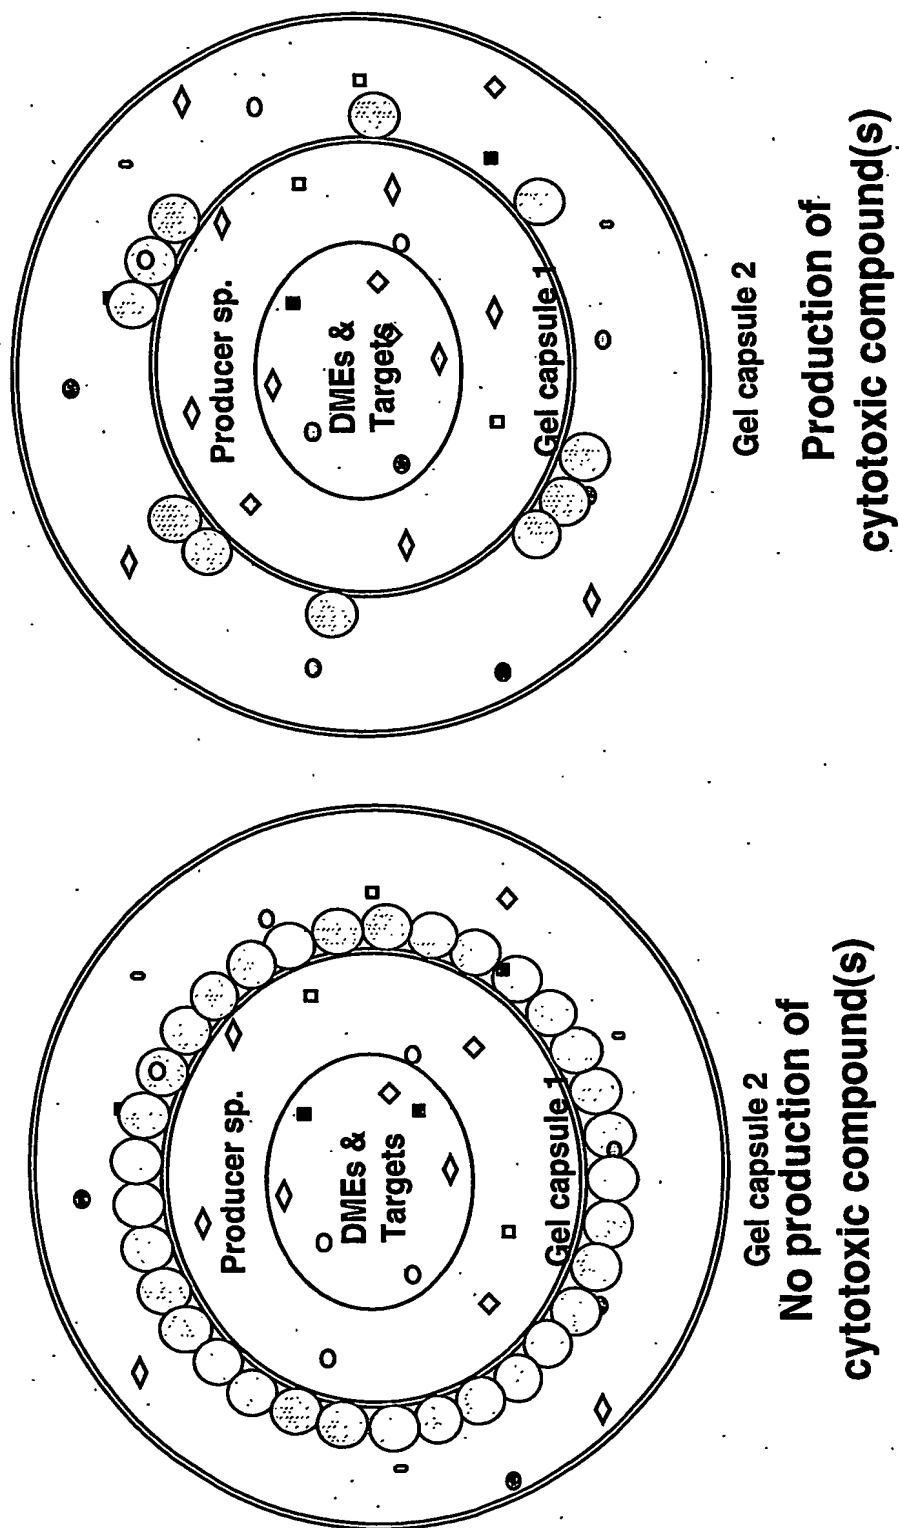 Producer sp.
DMEs &
Targets
Gel capsule 1
Gel capsule 2
No production of
cytotoxic compound(s)
Producer sp.
DMEs &
Targets
Gel capsule 1
Gel capsule 2
Production of
cytotoxic compound(s)